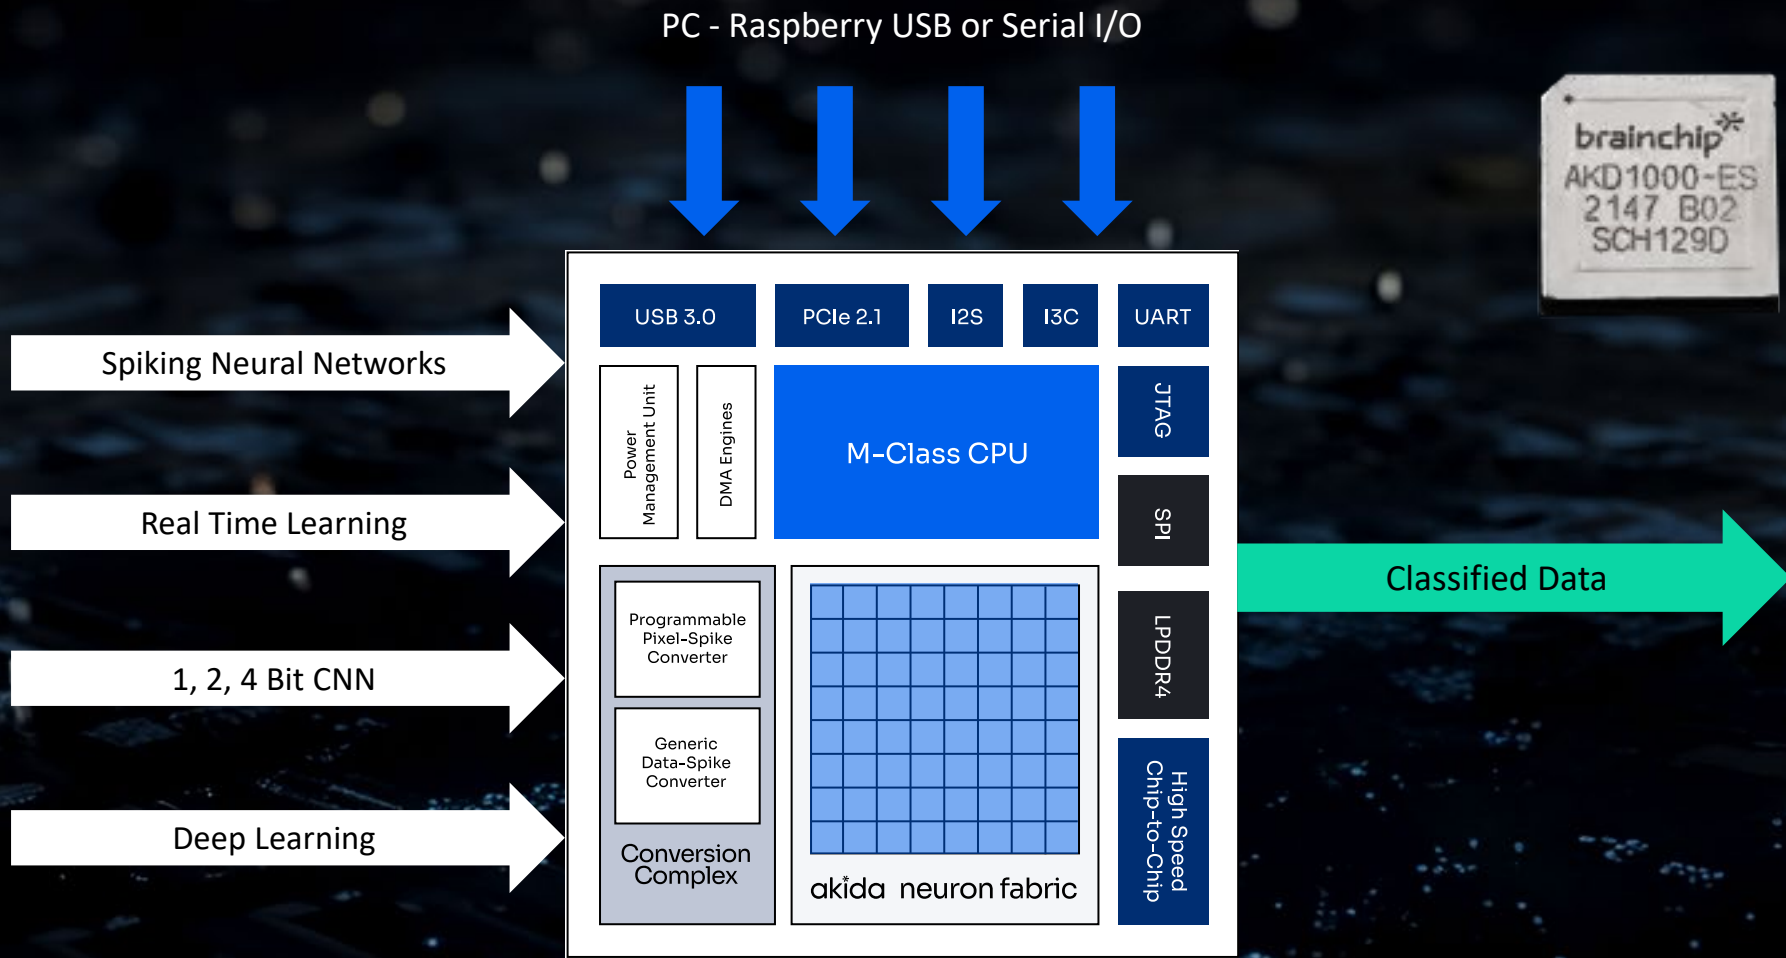 PC - Raspberry USB or Serial I/O
brainchip
AKD1000-ES
2147 B02
SCH129D
USB 3.0
PCIe 2.1
I2S
I3C
UART
Spiking Neural Networks
Real Time Learning
1, 2, 4 Bit CNN
Deep Learning
Power
Management Unit
DMA Engines
M-Class CPU
JTAG
SPI
LPDDR4
High Speed
Chip-to-Chip
Programmable
Pixel-Spike
Converter
Generic
Data-Spike
Converter
Conversion
Complex
akida neuron fabric
Classified Data